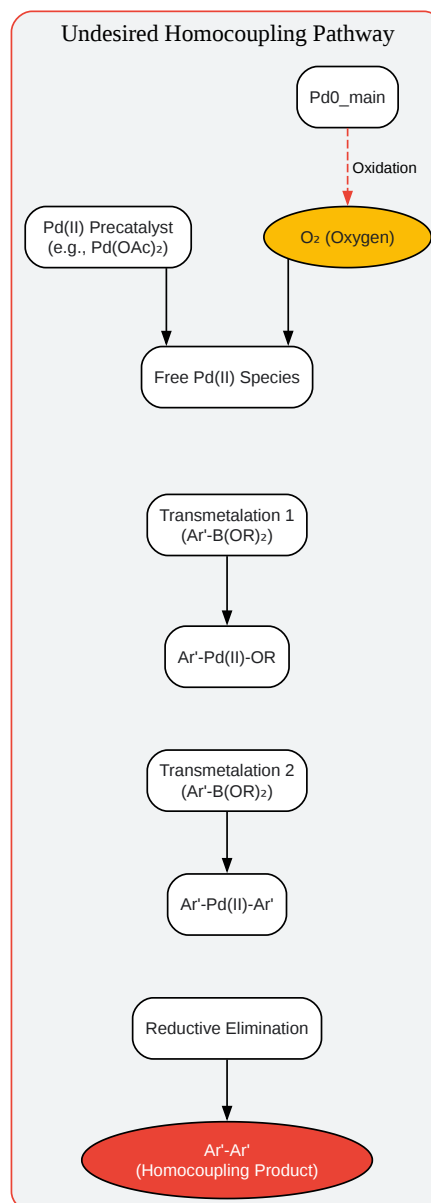 Undesired Homocoupling Pathway
Pd0_main
Oxidation
Pd(II) Precatalyst
(e.g., Pd(OAc)₂)
O₂ (Oxygen)
Free Pd(II) Species
Transmetalation 1
(Ar'-B(OR)₂)
Ar'-Pd(II)-OR
Transmetalation 2
(Ar'-B(OR)₂)
Ar'-Pd(II)-Ar'
Reductive Elimination
Ar'-Ar'
(Homocoupling Product)